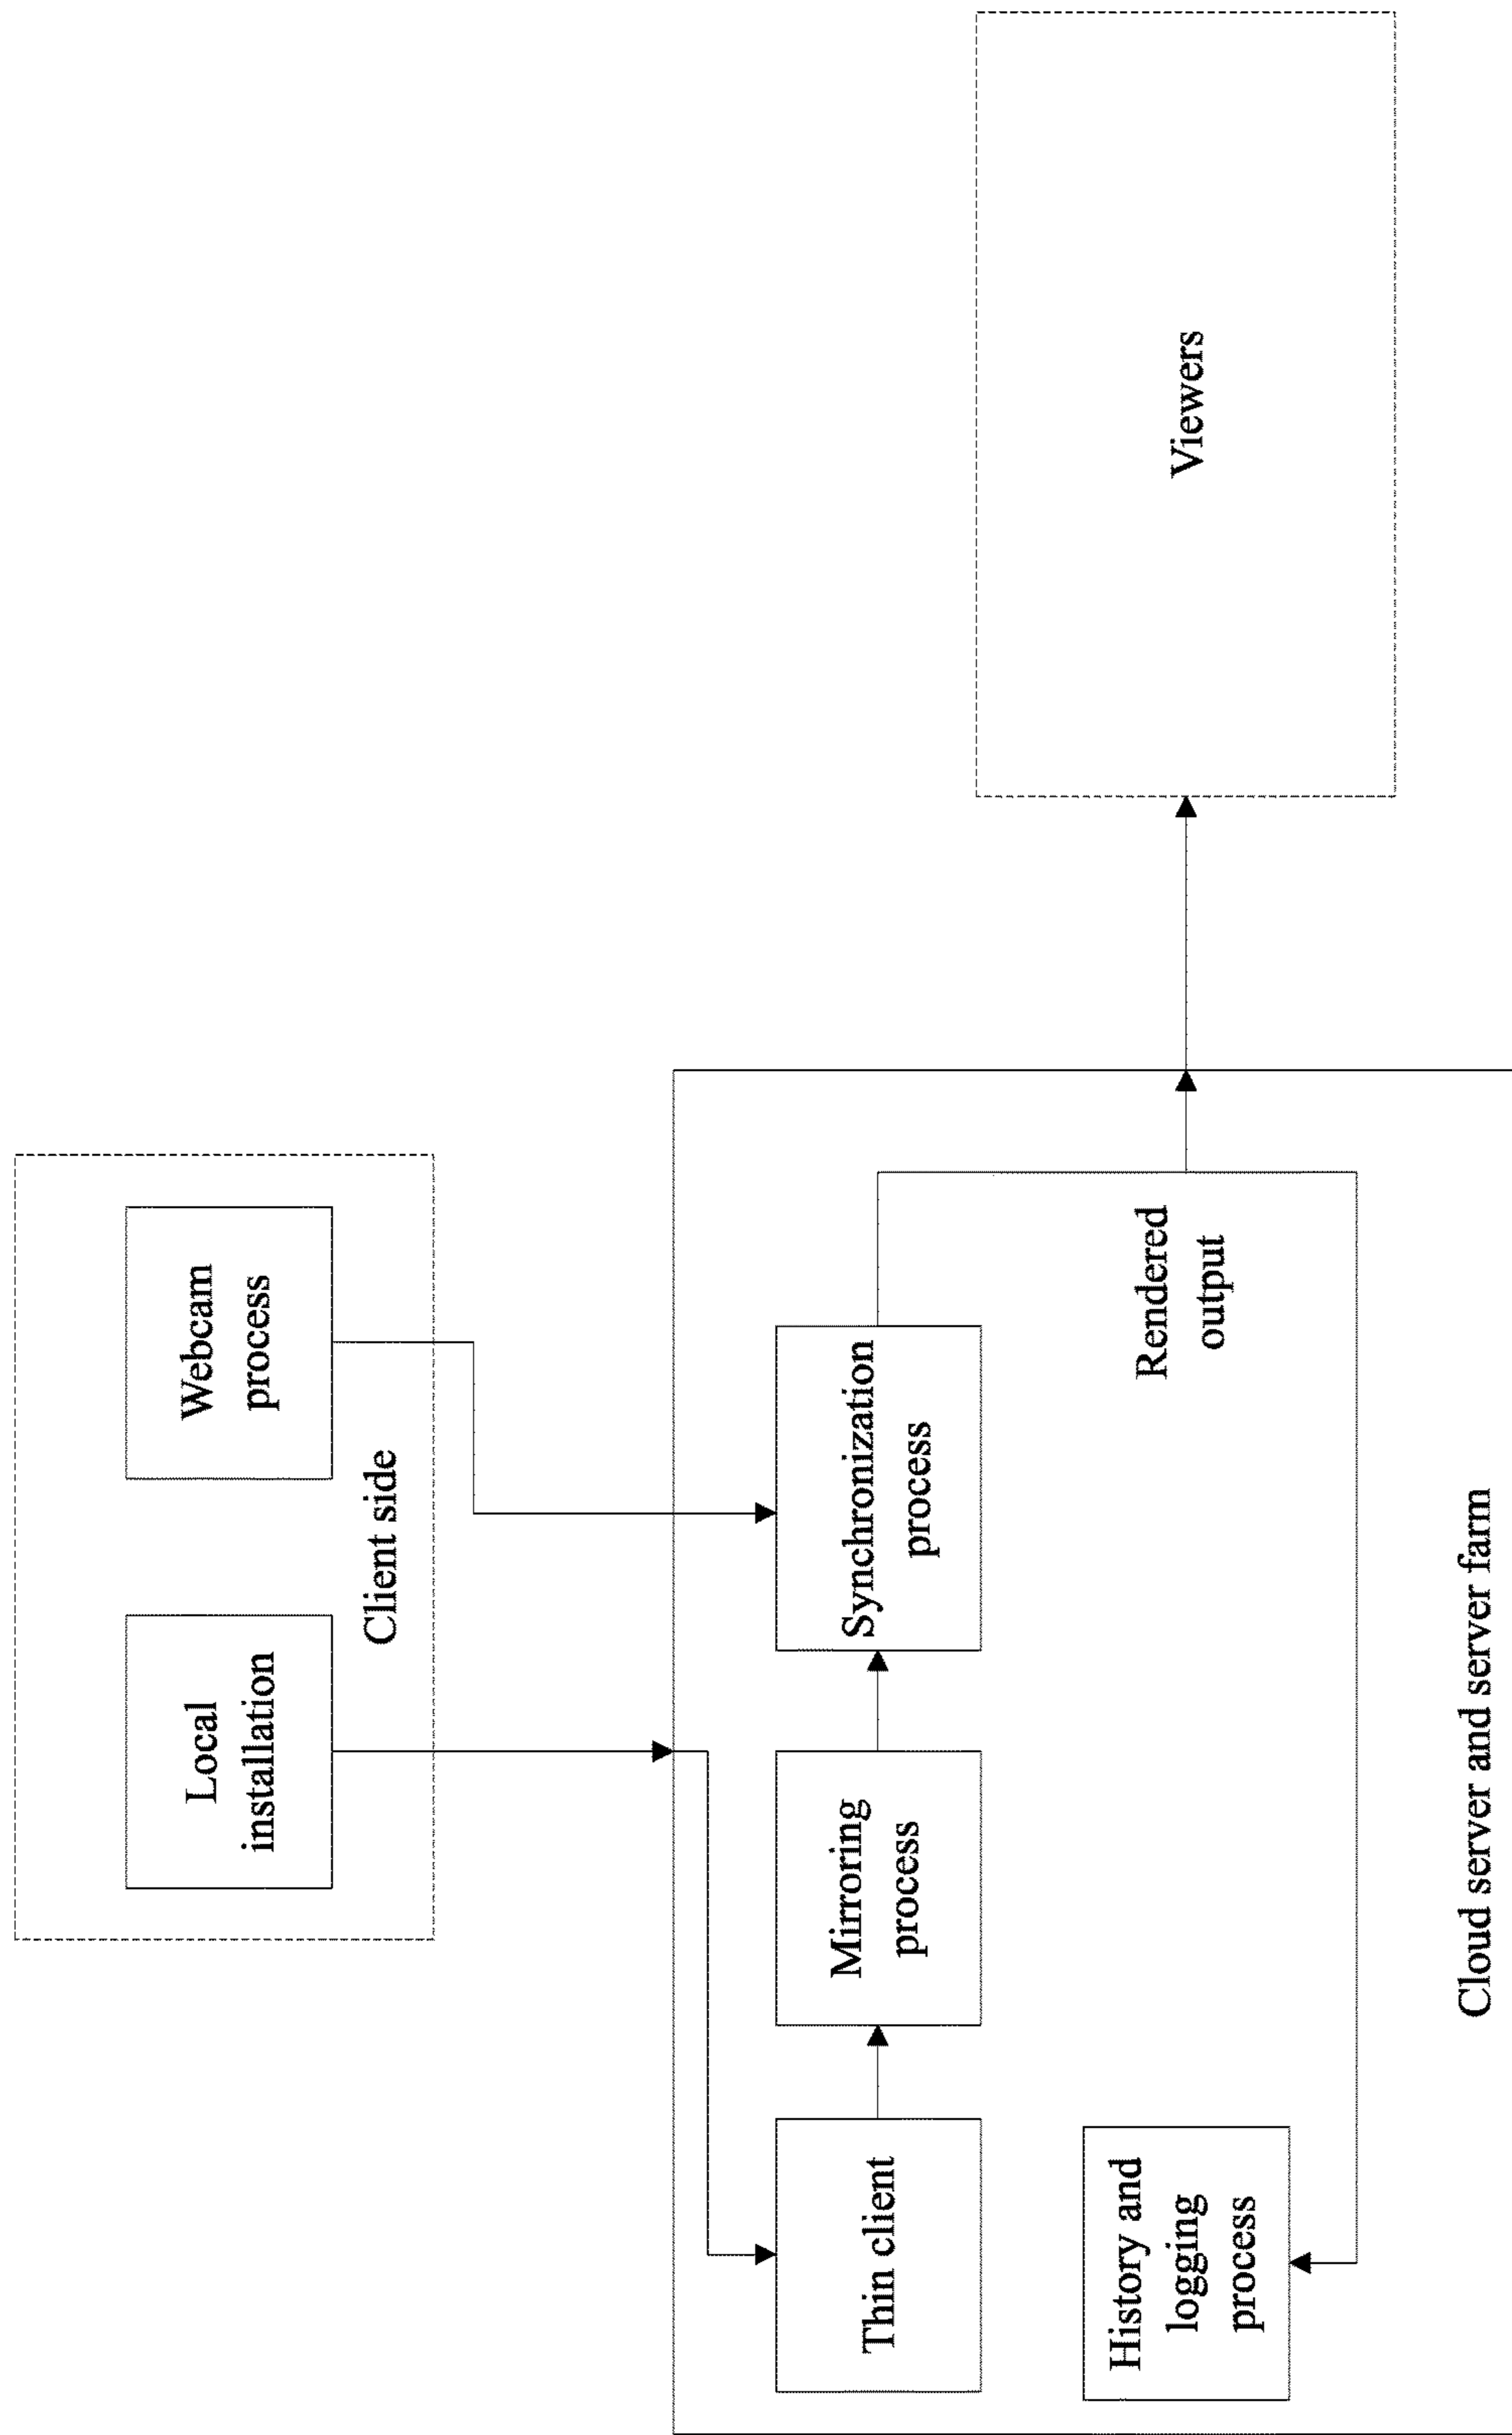 Local
installation
Webcam
process
Client side
Thin client
Mirroring
process
Synchronization
process
History and
logging
process
Rendered
output
Viewers
Cloud server and server farm